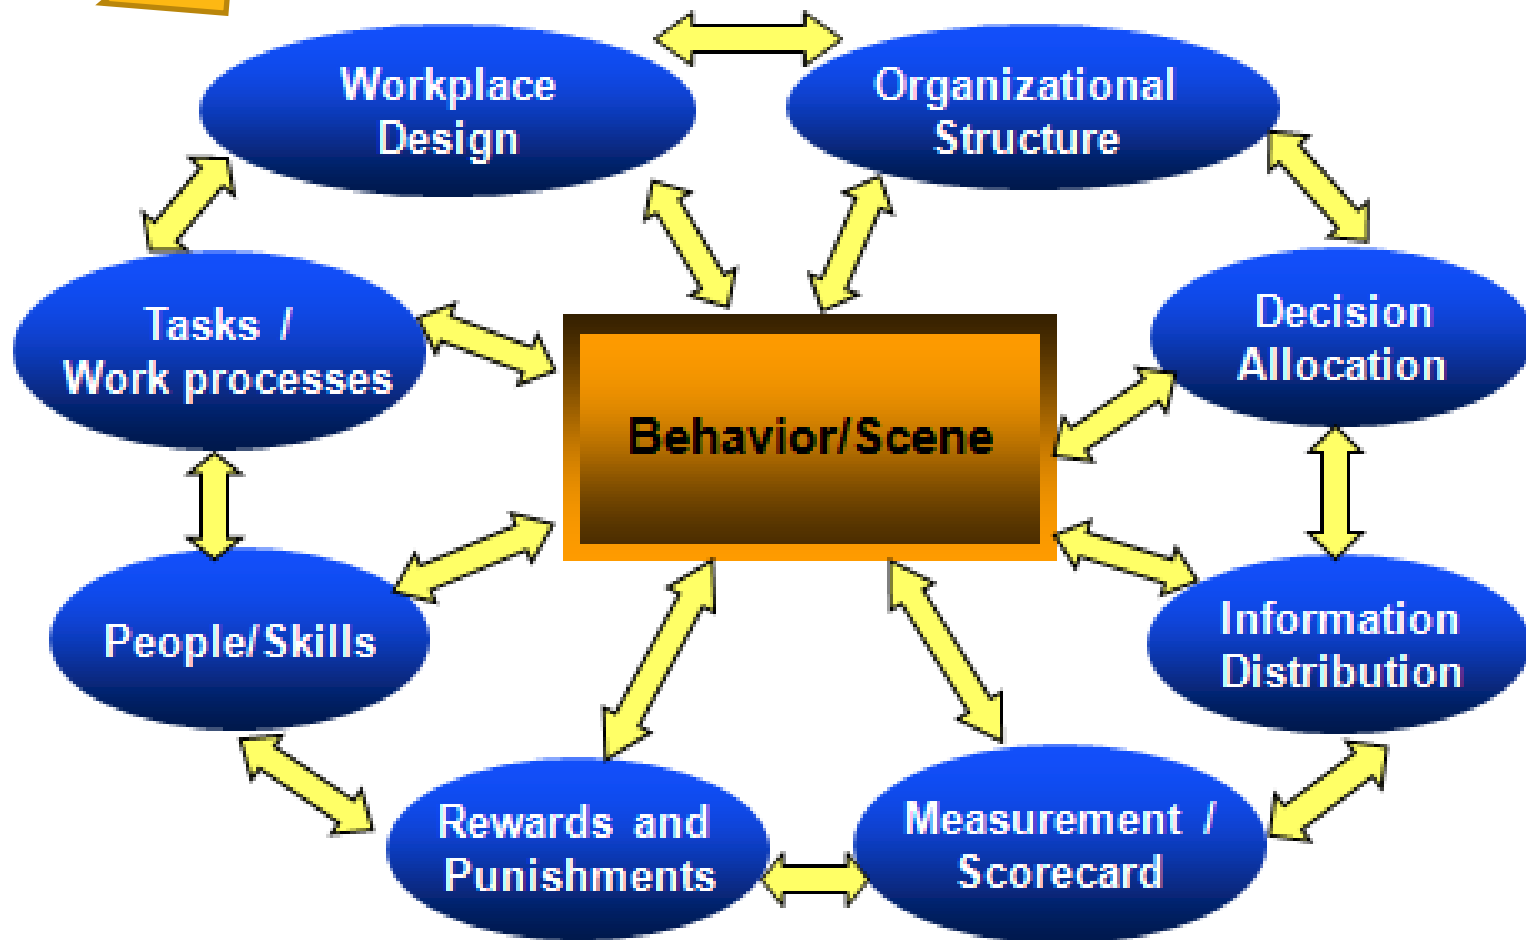 Workplace
Design
Organizational
Structure
Tasks /
Work processes
Decision
Allocation
Behavior/Scene
People/Skills
Information
Distribution
Rewards and
Punishments
Measurement /
Scorecard